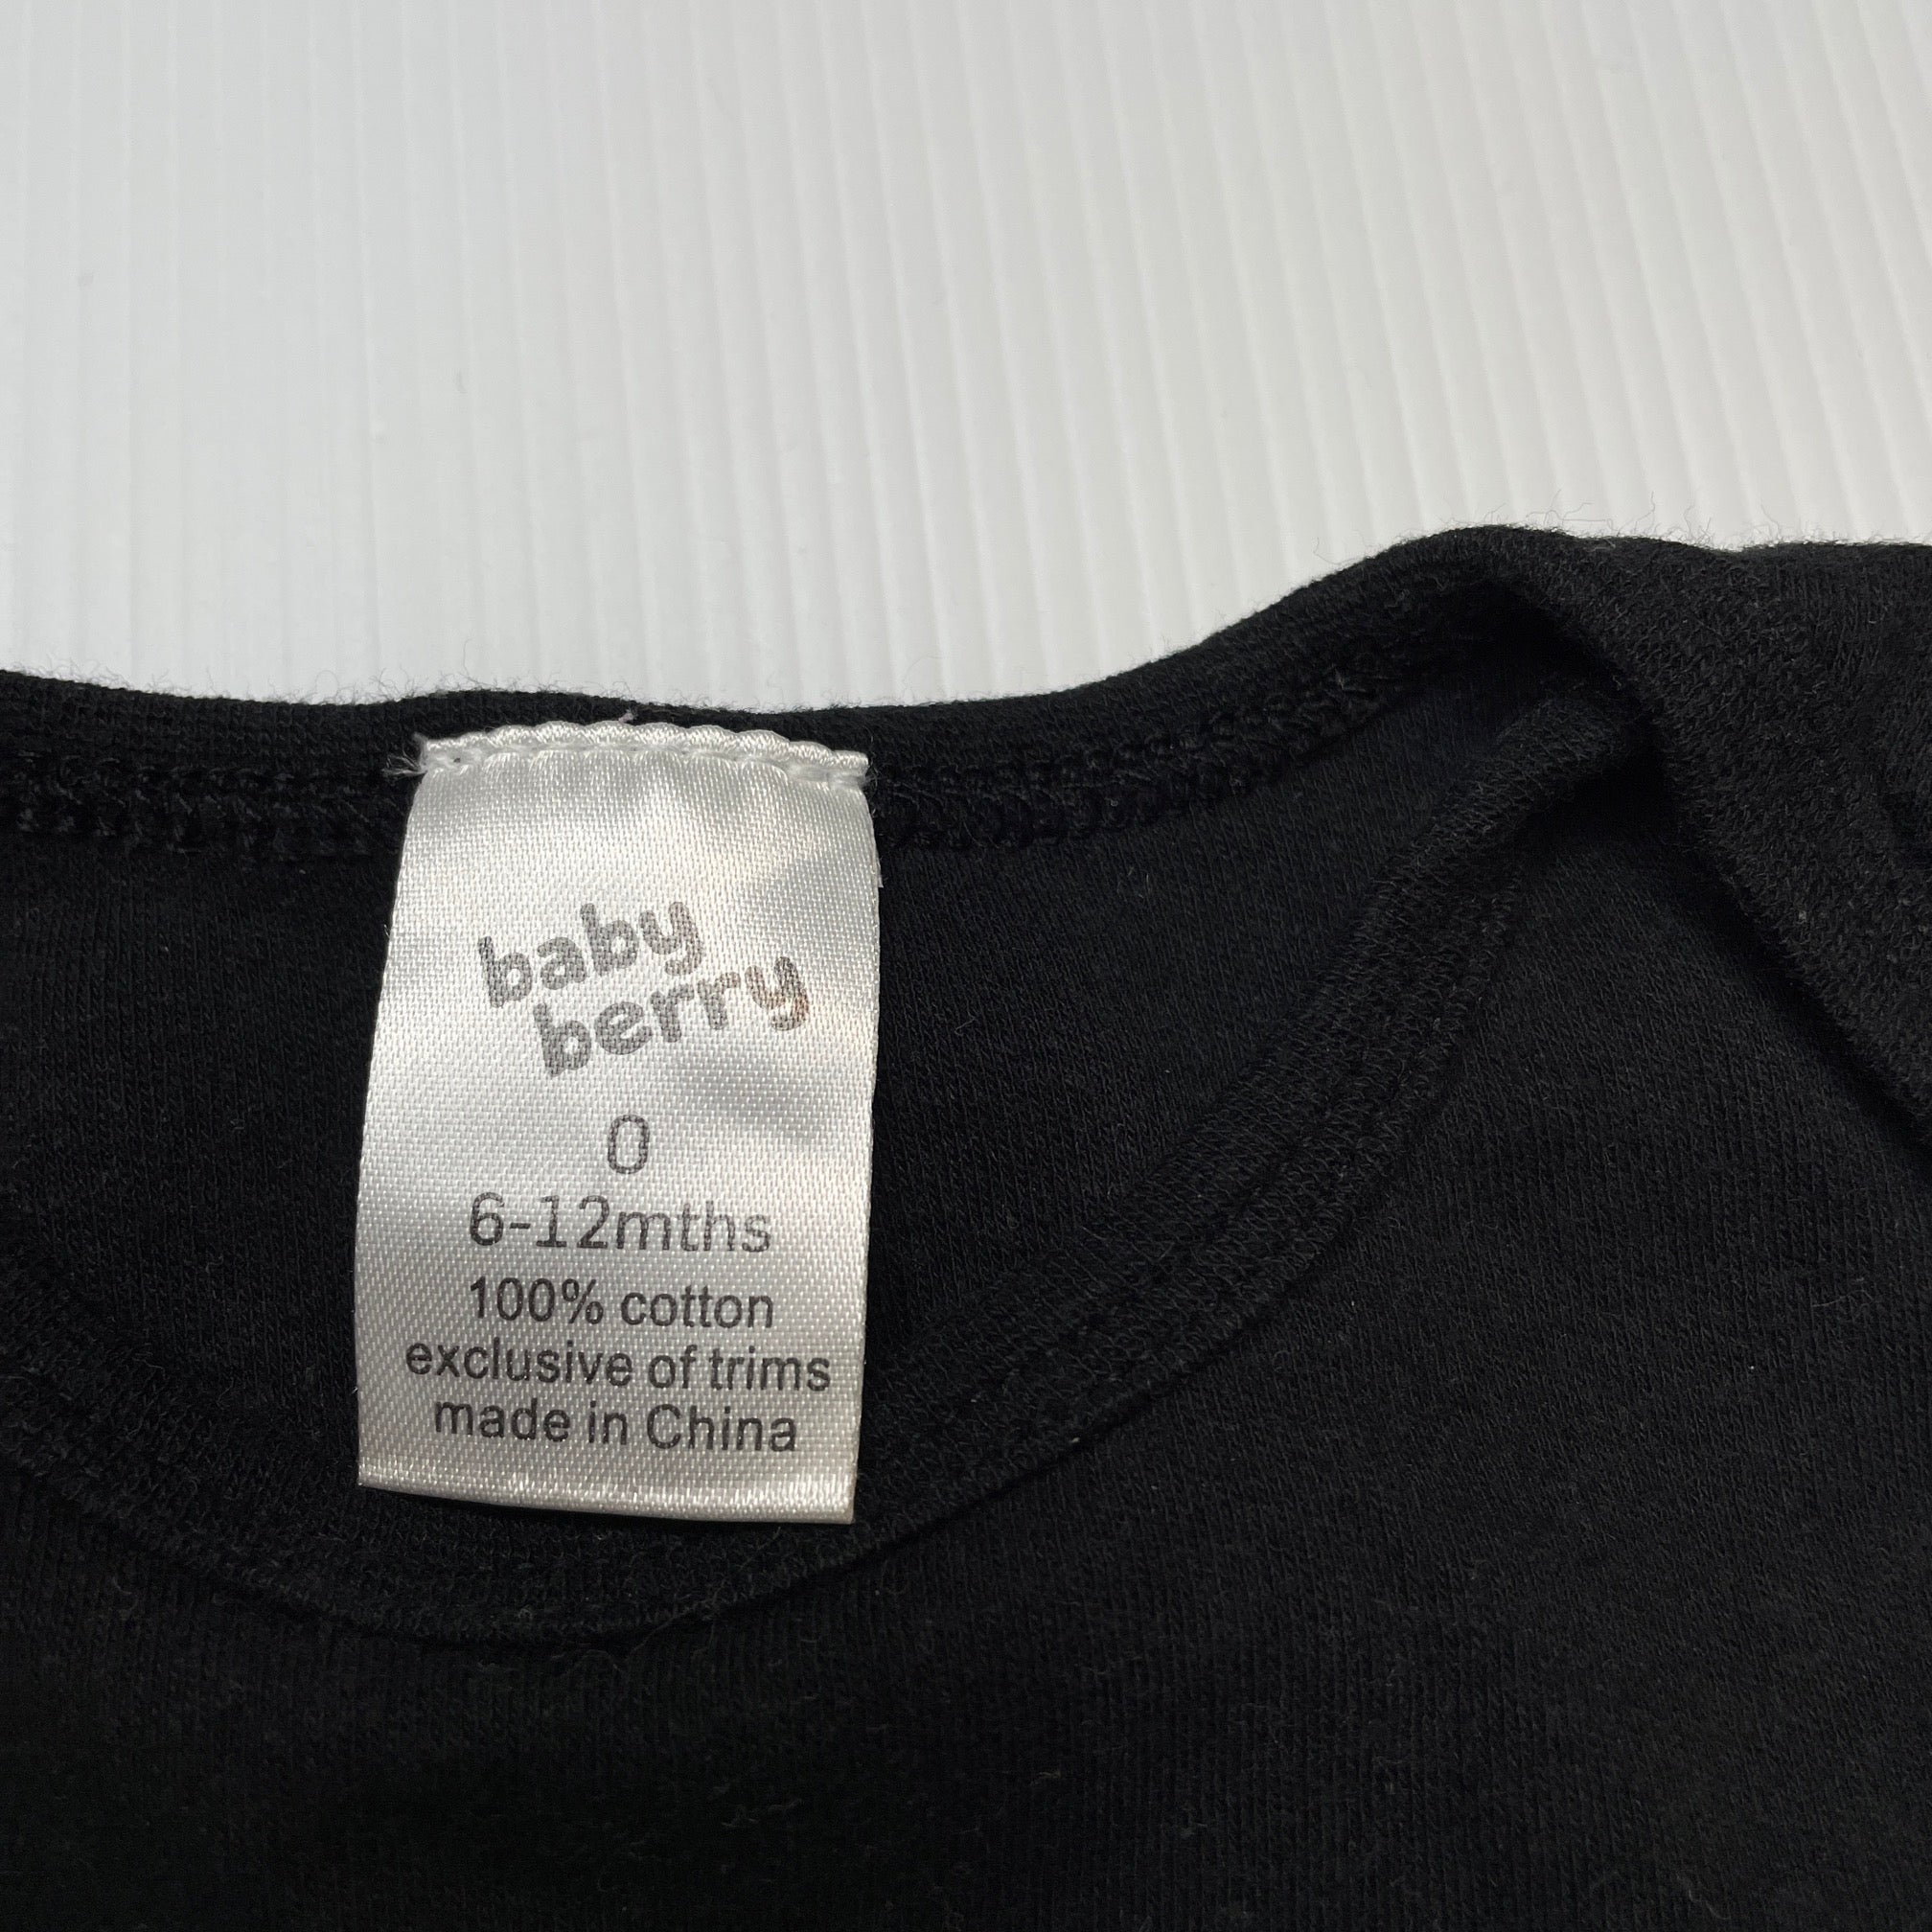 baby
berry
0
6-12mths
100% cotton
exclusive of trims
made in China